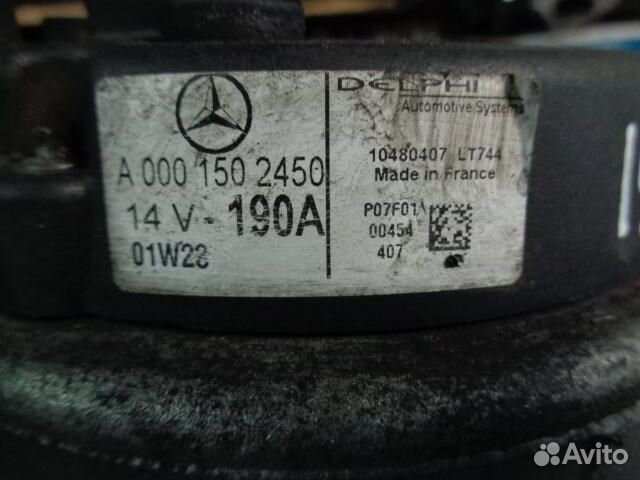 A 000 150 2450
14 V - 190A
01W28
DELPHI
Automotive Systems
10480407 LT744
Made in France
P07F01
00454
407
Avito